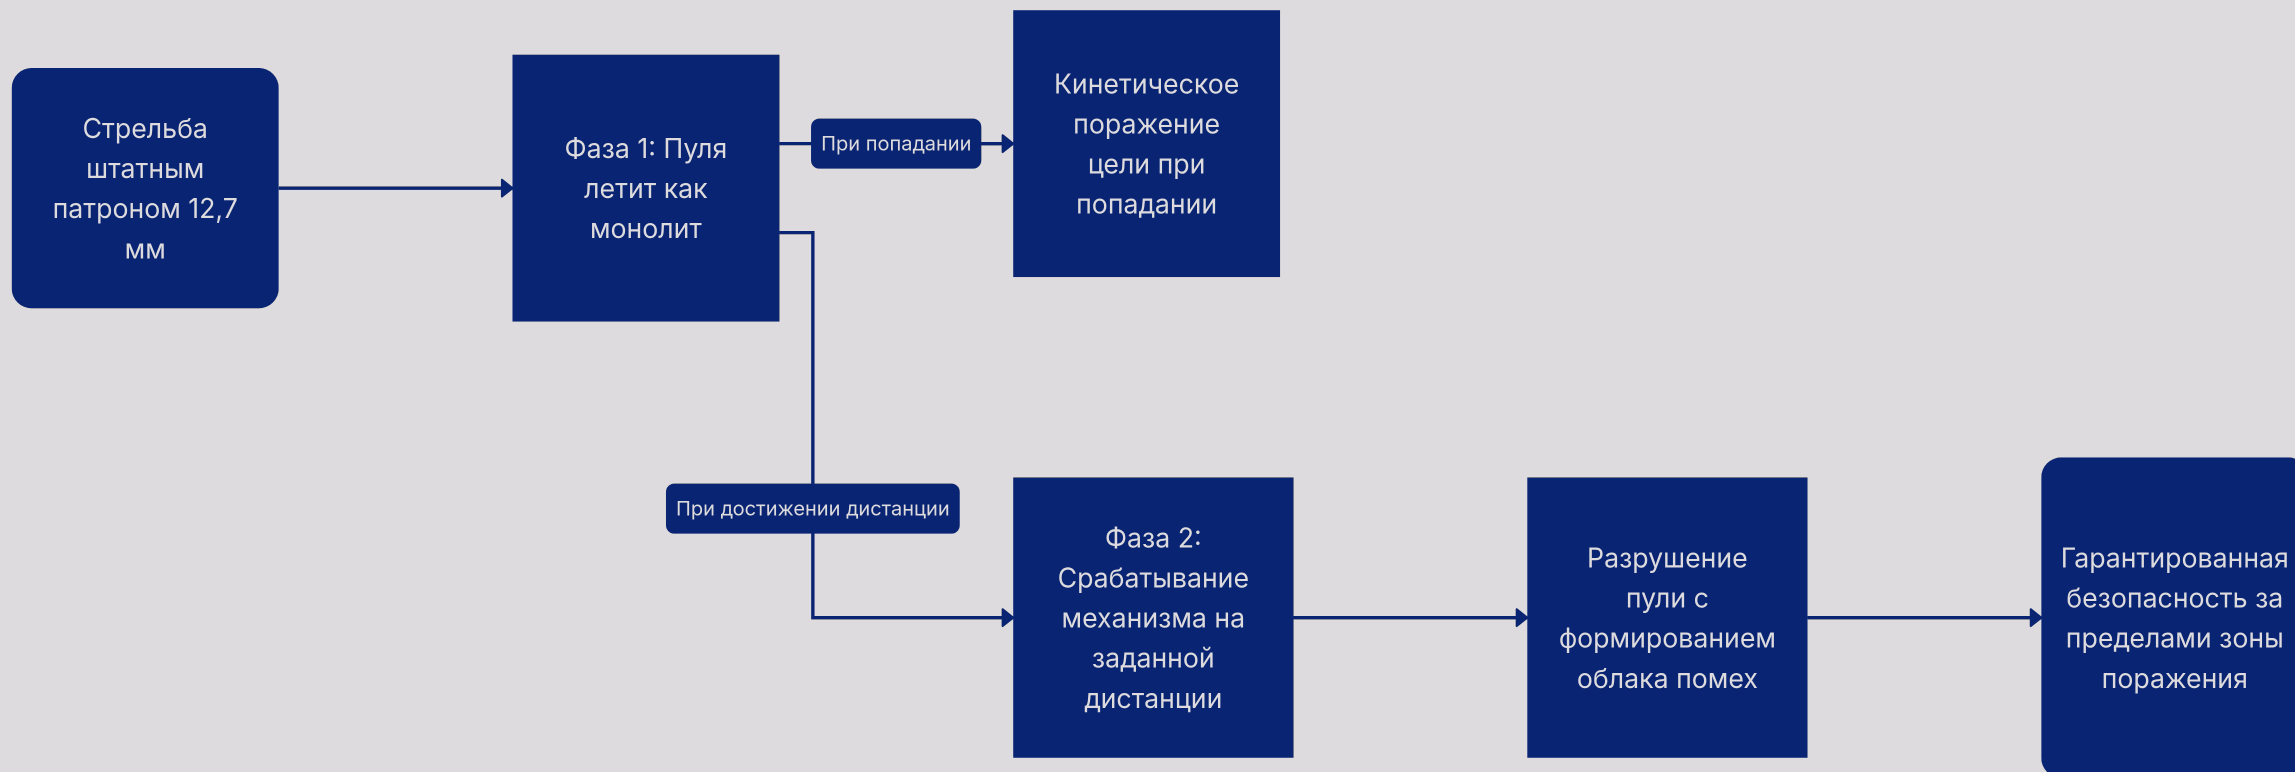 Стрельба
штатным
патроном 12,7
мм
Фаза 1: Пуля
летит как
монолит
При попадании
Кинетическое
поражение
цели при
попадании
При достижении дистанции
Фаза 2:
Срабатывание
механизма на
заданной
дистанции
Разрушение
пули с
формированием
облака помех
Гарантированная
безопасность за
пределами зоны
поражения